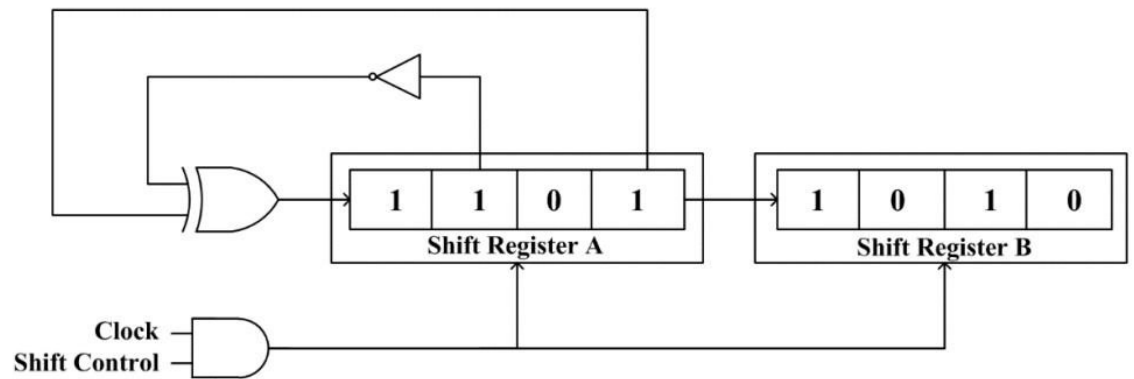 1 1 0 1
1 0 1 0
Shift Register A
Shift Register B
Clock
Shift Control